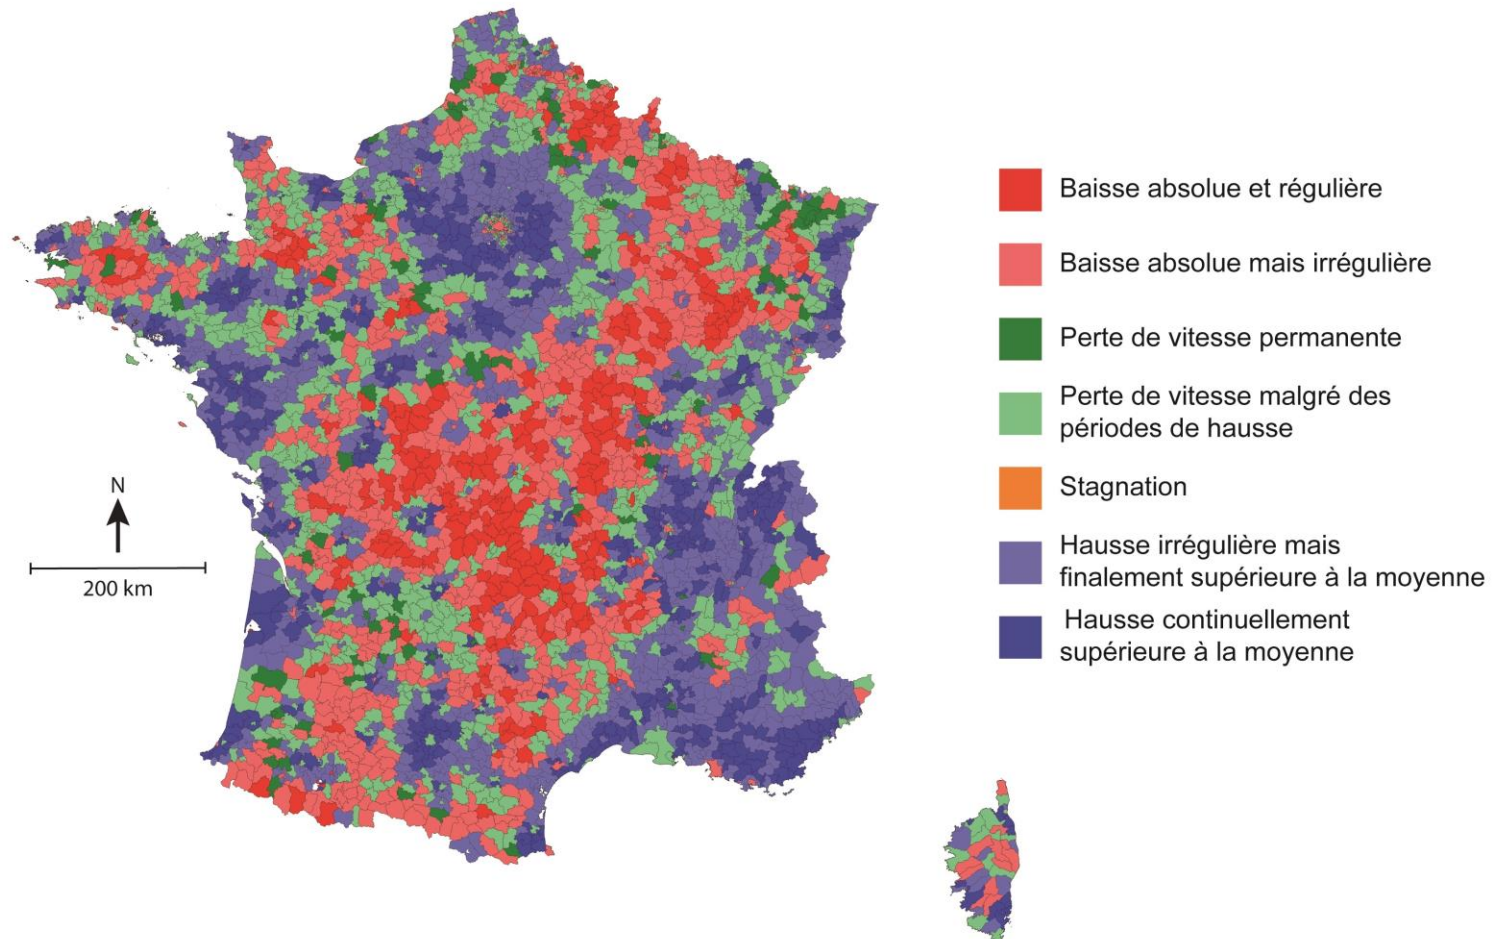 Baisse absolue et régulière
Baisse absolue mais irrégulière
Perte de vitesse permanente
Perte de vitesse malgré des
périodes de hausse
Stagnation
Hausse irrégulière mais
finalement supérieure à la moyenne
Hausse continuellement
supérieure à la moyenne
N
200 km